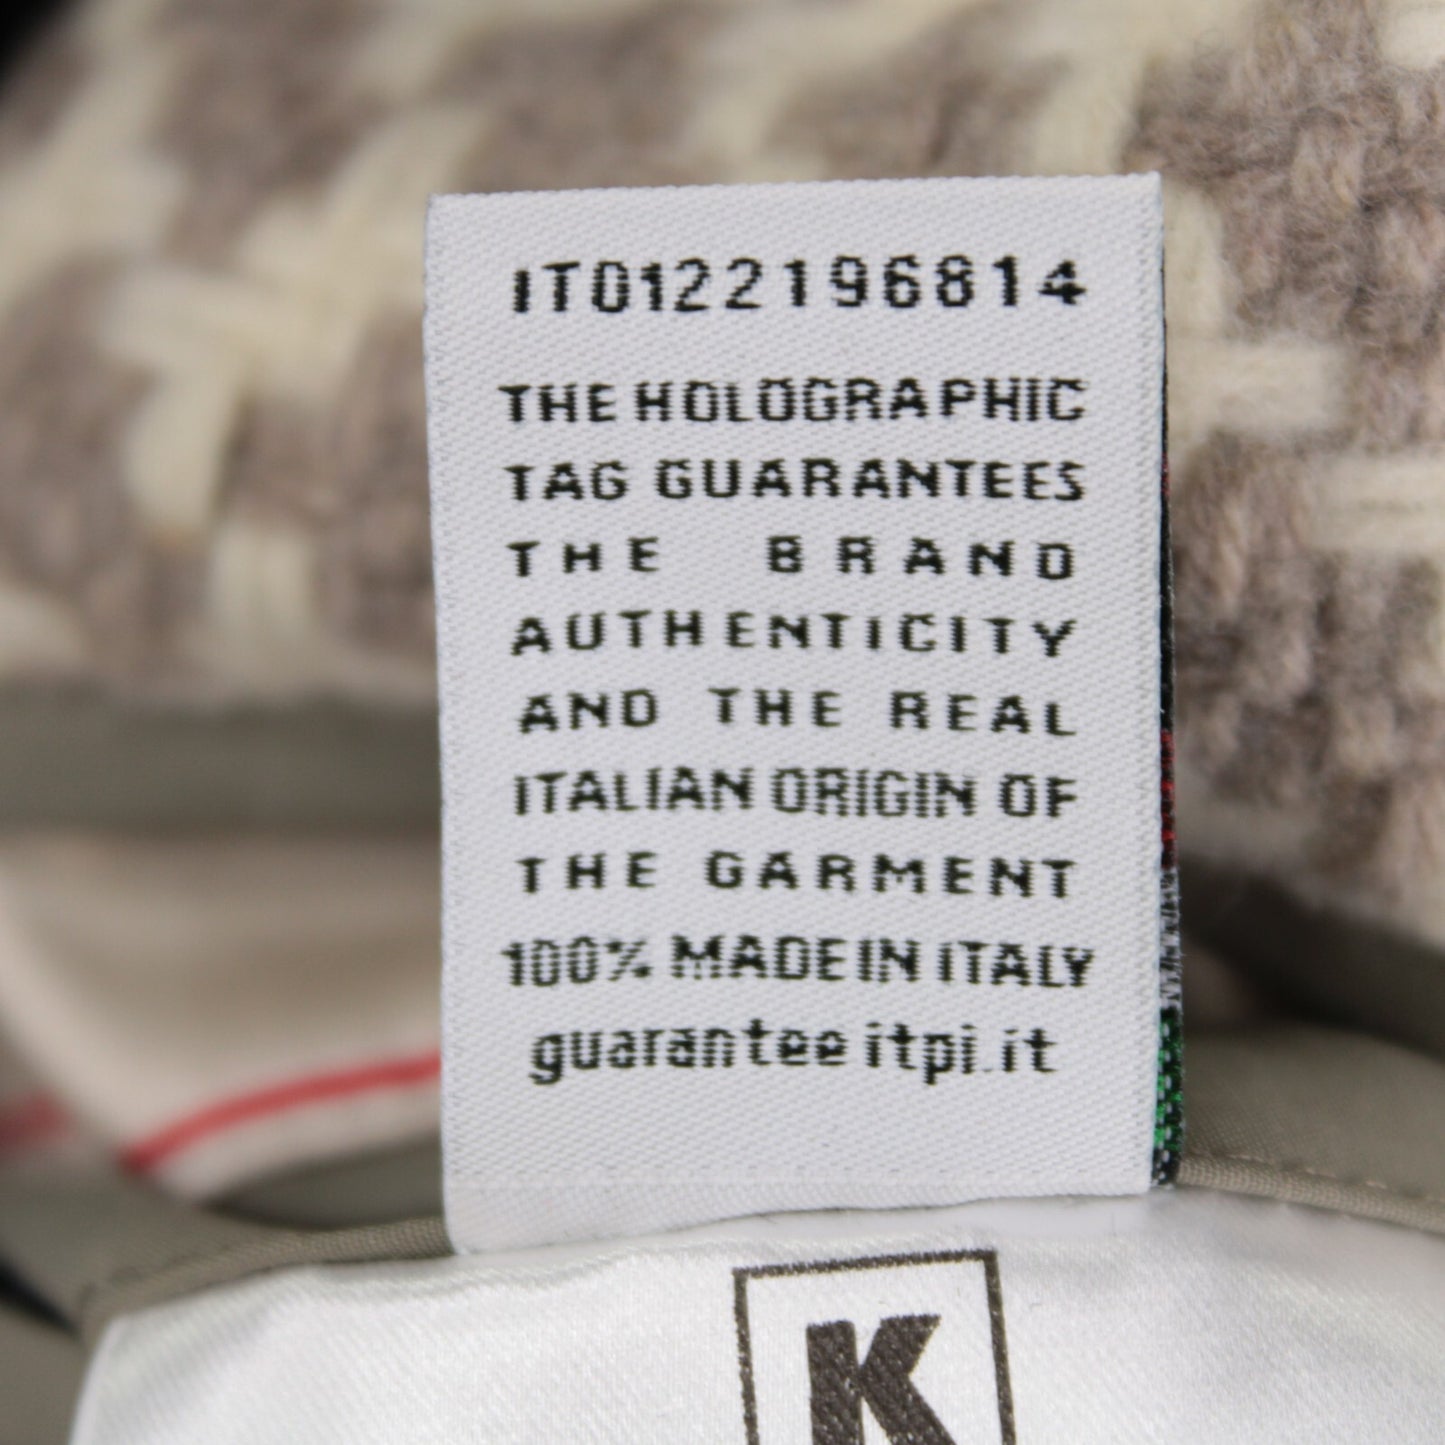 IT0122196814
THE HOLOGRAPHIC
TAG GUARANTEES
THE BRAND
AUTHENTICITY
AND THE REAL
ITALIAN ORIGIN OF
THE GARMENT
100% MADE IN ITALY
guarantee itpi.it
K